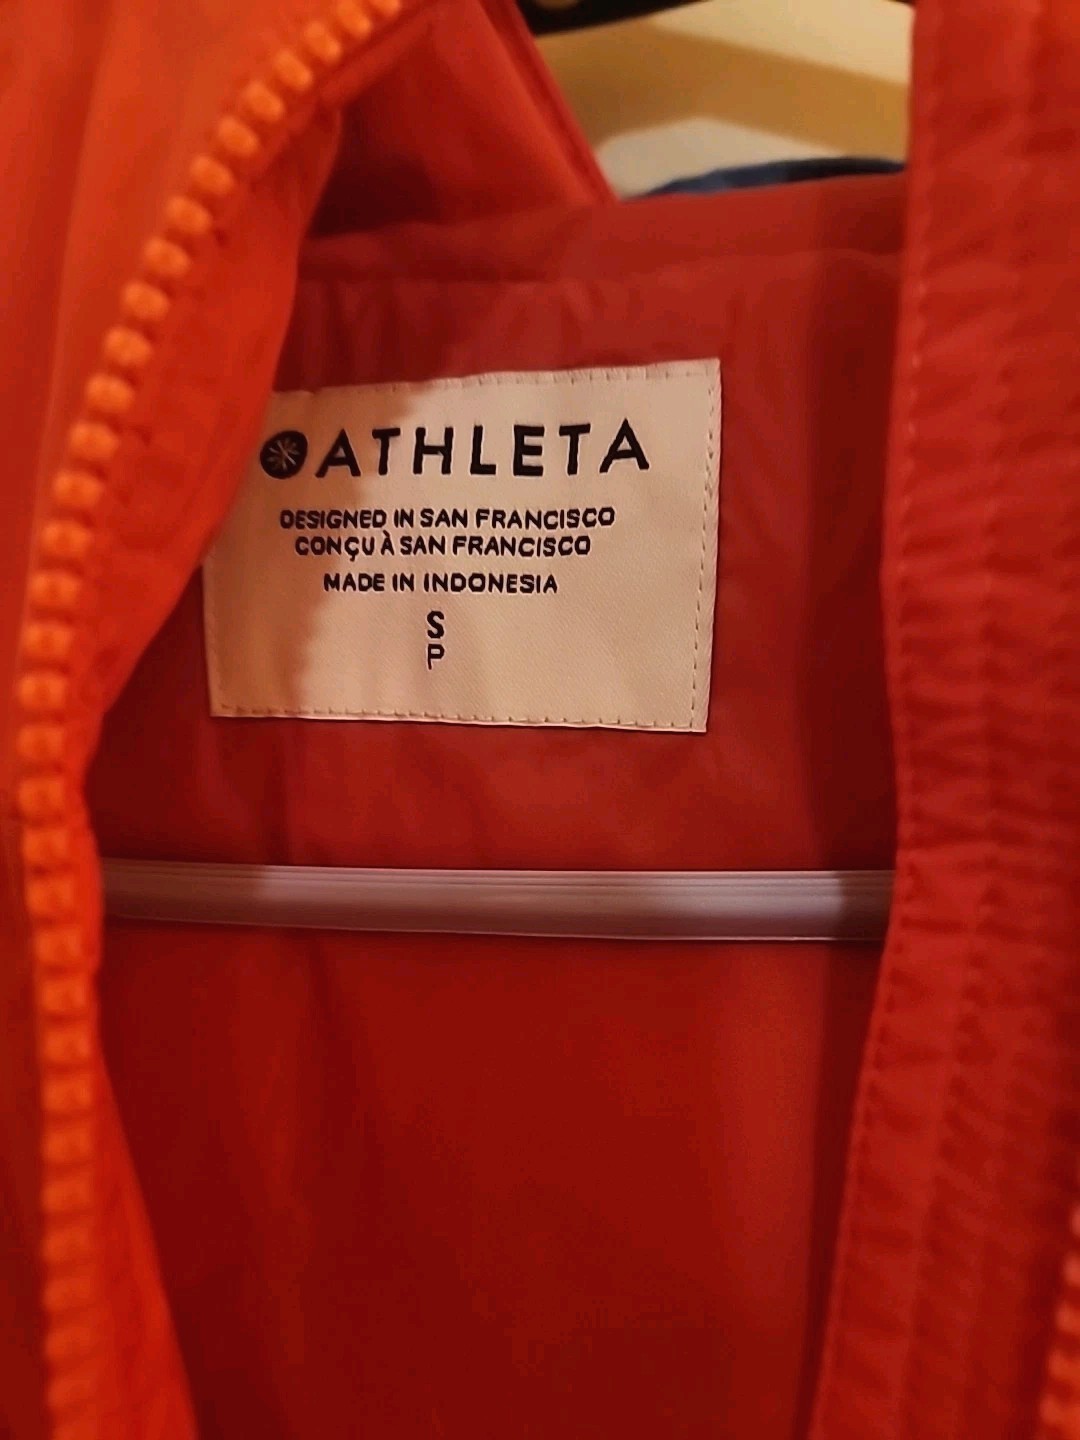 ATHLETA
DESIGNED IN SAN FRANCISCO
CONÇU À SAN FRANCISCO
MADE IN INDONESIA
S
P